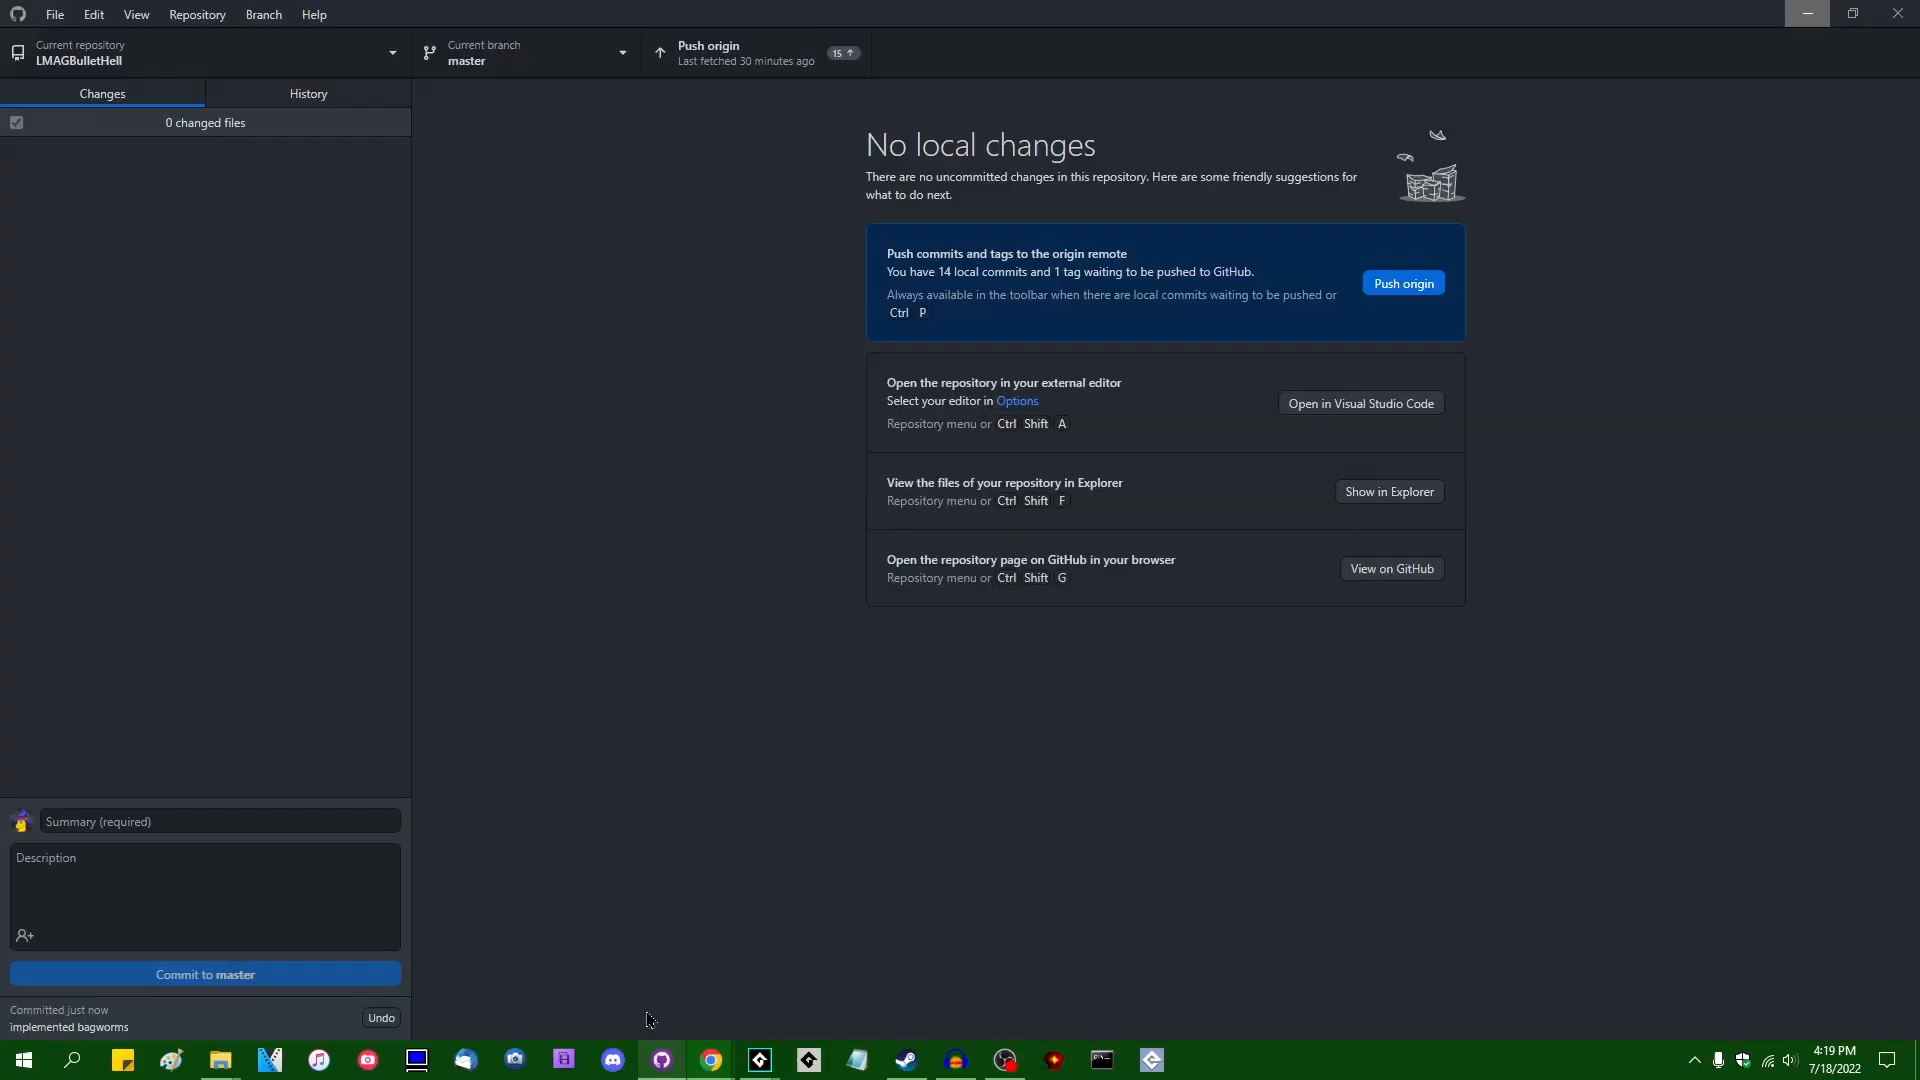 File Edit View Repository Branch Help
Current repository
LMAGBulletHell
Current branch
master
Push origin
Last fetched 30 minutes ago
15
Changes
History
0 changed files
No local changes
There are no uncommitted changes in this repository. Here are some friendly suggestions for
what to do next.
Push commits and tags to the origin remote
You have 14 local commits and 1 tag waiting to be pushed to GitHub.
Always available in the toolbar when there are local commits waiting to be pushed or
Ctrl P
Push origin
Open the repository in your external editor
Select your editor in Options
Repository menu or Ctrl Shift A
Open in Visual Studio Code
View the files of your repository in Explorer
Repository menu or Ctrl Shift F
Show in Explorer
Open the repository page on GitHub in your browser
Repository menu or Ctrl Shift G
View on GitHub
Summary (required)
Description
Commit to master
Committed just now
implemented bagworms
Undo
4:19 PM
7/18/2022